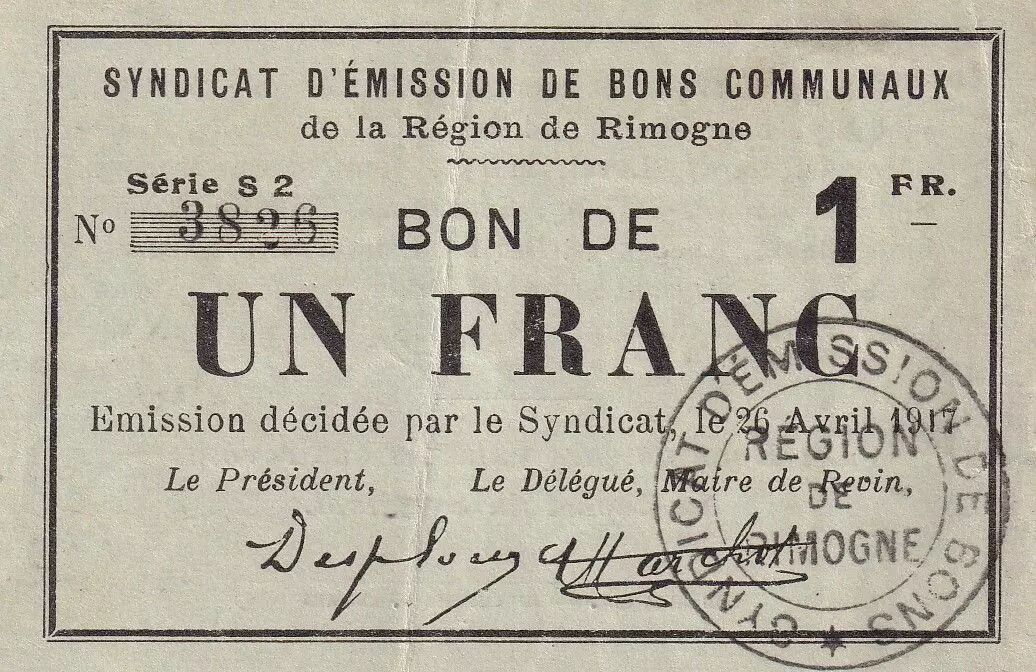 SYNDICAT D'ÉMISSION DE BONS COMMUNAUX
de la Région de Rimogne
Série S 2
Nº 3826
BON DE 1 FR.
UN FRANC
Emission décidée par le Syndicat, le 26 Avril 1917
Le Président, Le Délégué, Maire de Revin,
SYNDICAT D'ÉMISSION DE BONS
RÉGION
DE
RIMOGNE